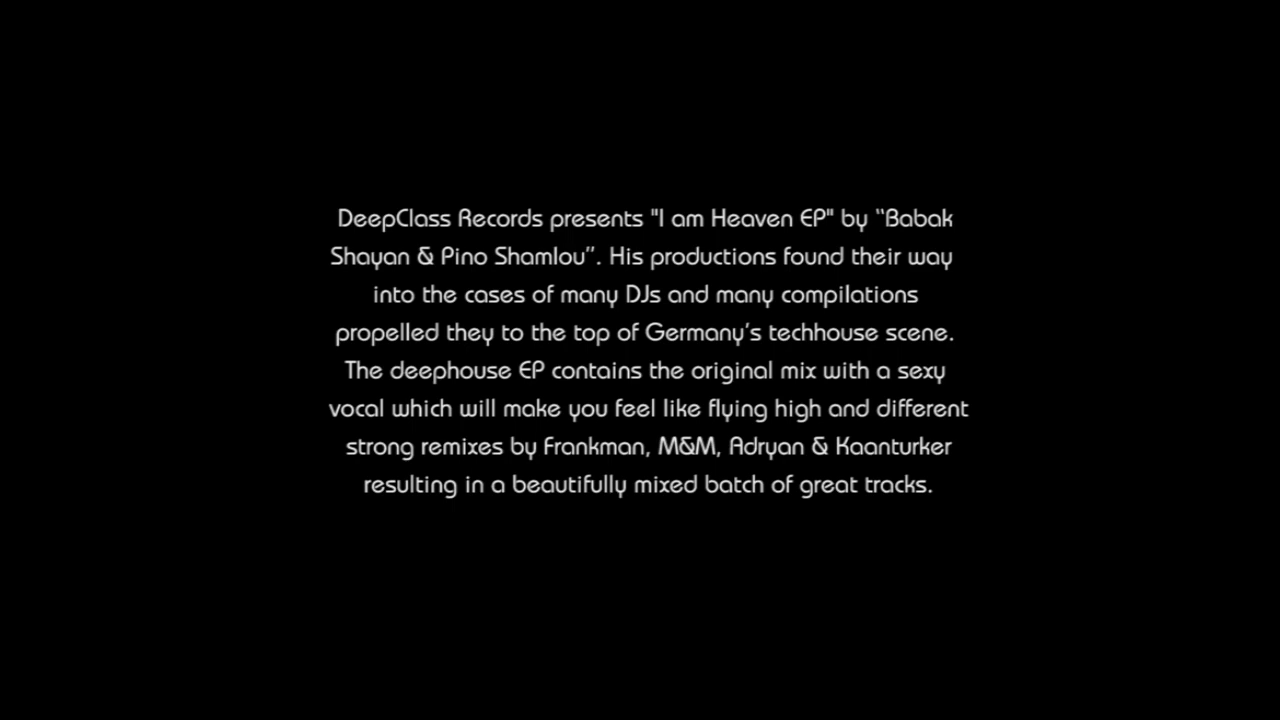 DeepClass Records presents "I am Heaven EP" by “Babak
Shayan & Pino Shamlou”. His productions found their way
into the cases of many DJs and many compilations
propelled they to the top of Germany’s techhouse scene.
The deephouse EP contains the original mix with a sexy
vocal which will make you feel like flying high and different
strong remixes by Frankman, M&M, Adryan & Kaanturker
resulting in a beautifully mixed batch of great tracks.